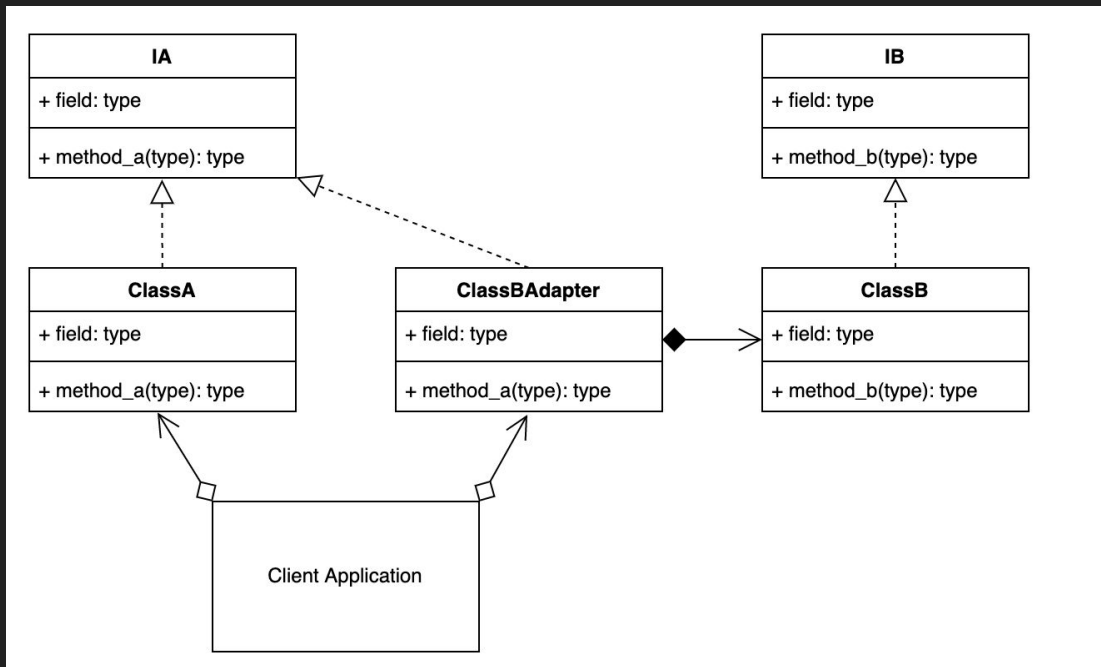 IA
+ field: type
+ method_a(type): type
IB
+ field: type
+ method_b(type): type
ClassA
+ field: type
+ method_a(type): type
ClassBAdapter
+ field: type
+ method_a(type): type
ClassB
+ field: type
+ method_b(type): type
Client Application